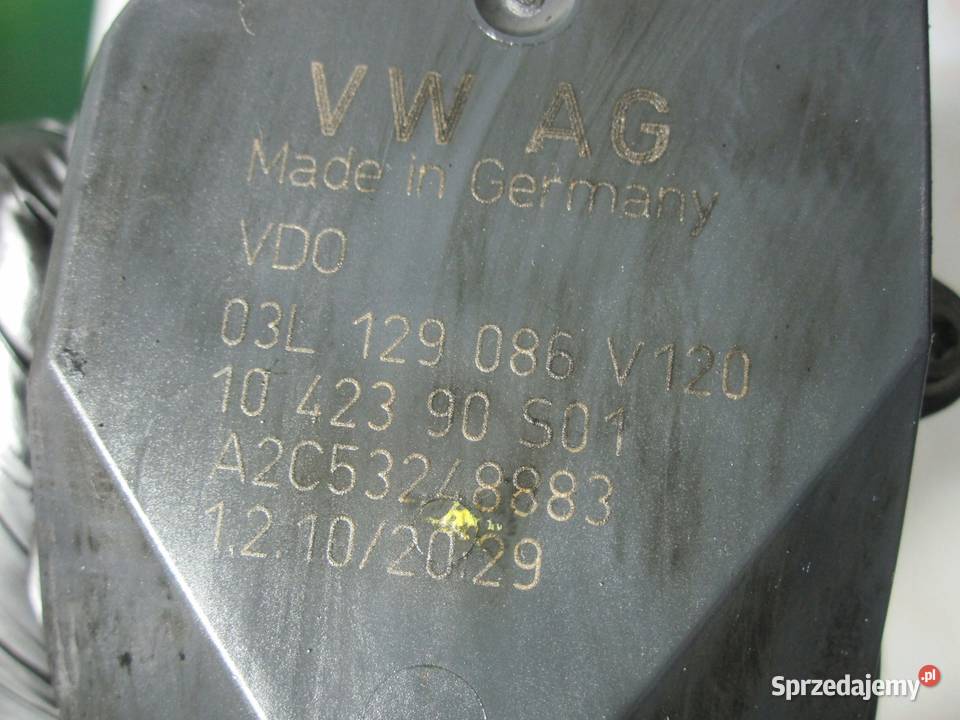 VW AG
Made in Germany
VDO
03L 129 086 V120
10 423 90 S01
A2C53248883
1.2.10/20:29
Sprzedajemy.pl